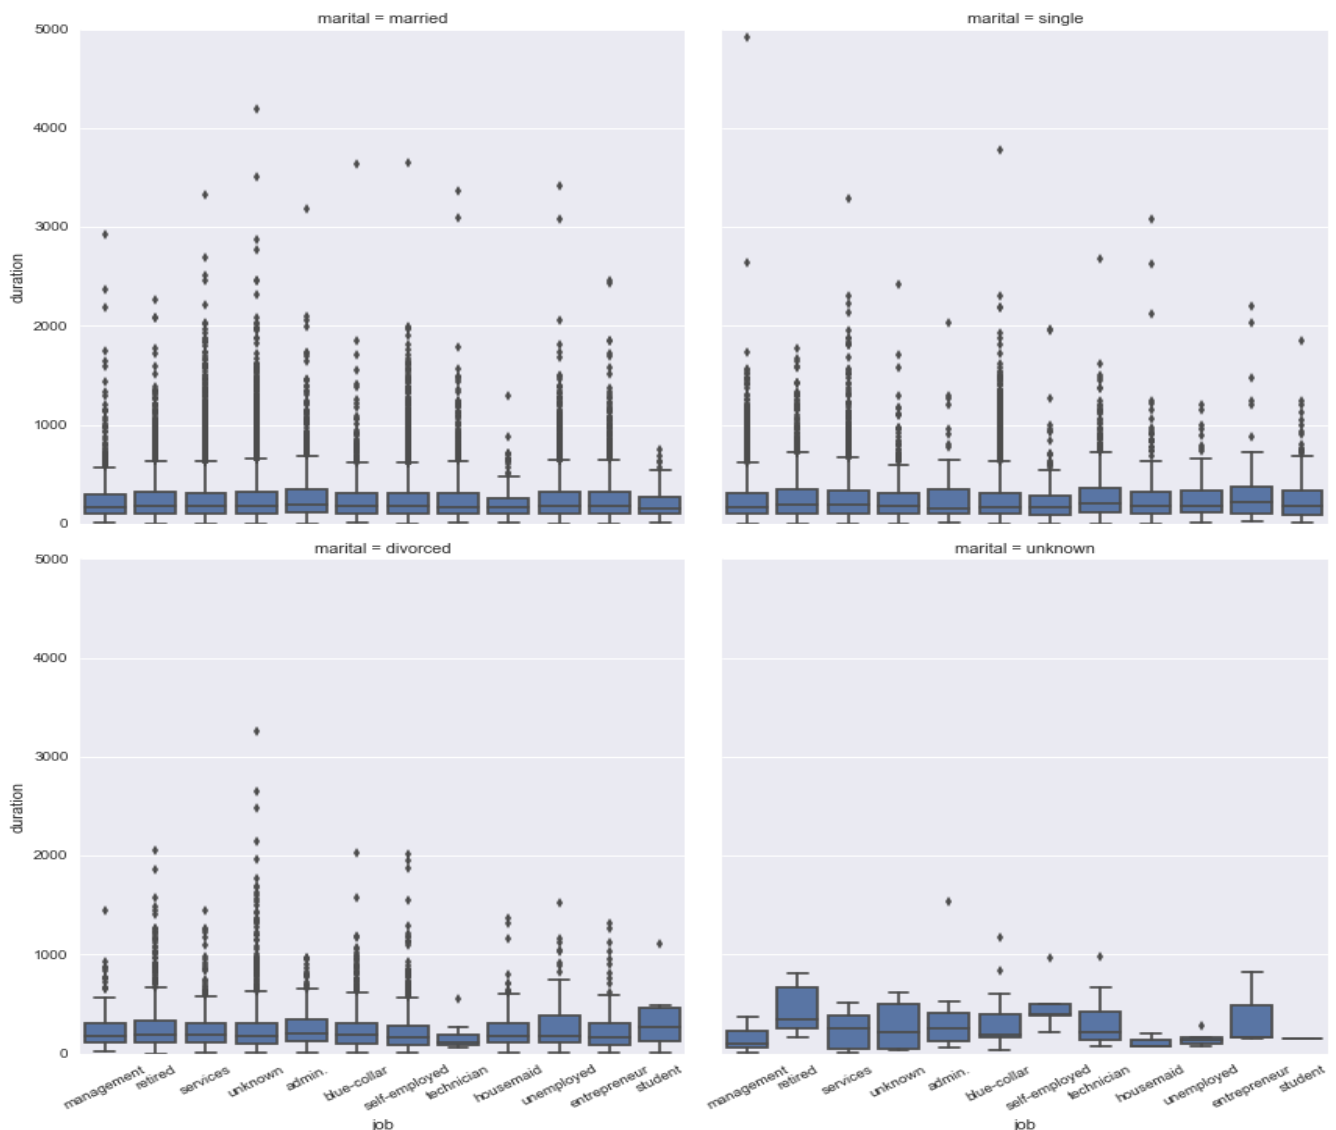 marital = married
marital = single
5000
4000
3000
2000
1000
0
duration
marital = divorced
marital = unknown
5000
4000
3000
2000
1000
0
duration
management
retired
services
unknown
admin.
blue-collar
self-employed
technician
housemaid
unemployed
entrepreneur
student
job
management
retired
services
unknown
admin.
blue-collar
self-employed
technician
housemaid
unemployed
entrepreneur
student
job